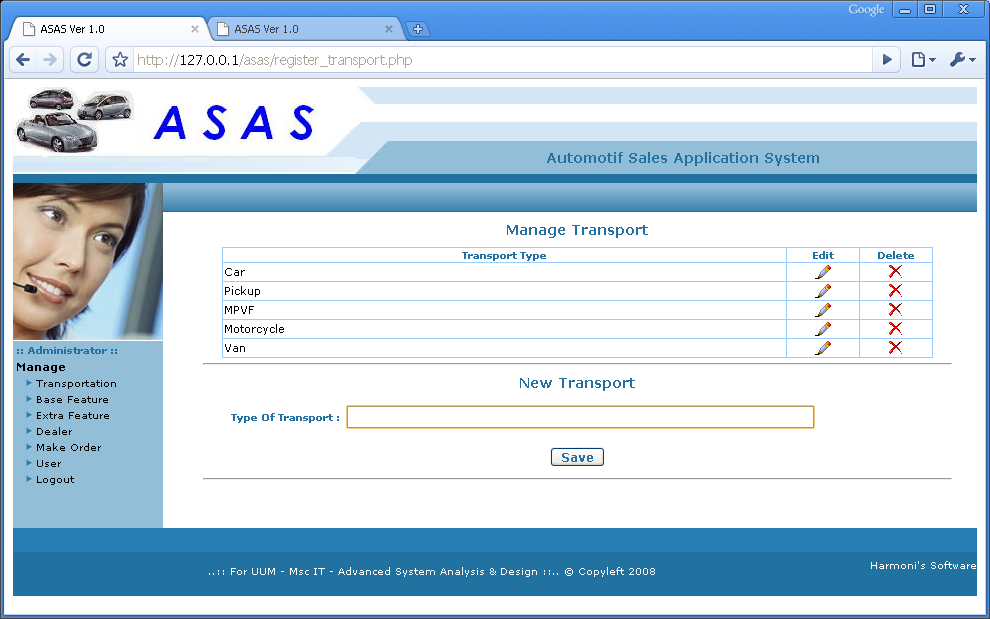 Google
ASAS Ver 1.0
ASAS Ver 1.0
http://127.0.0.1/asas/register_transport.php
ASAS
Automotif Sales Application System
Manage Transport
Transport Type Edit Delete
Car
Pickup
MPVF
Motorcycle
Van
:: Administrator ::
Manage
Transportation
Base Feature
Extra Feature
Dealer
Make Order
User
Logout
New Transport
Type Of Transport :
Save
..:: For UUM - Msc IT - Advanced System Analysis & Design ::.. © Copyleft 2008
Harmoni's Software